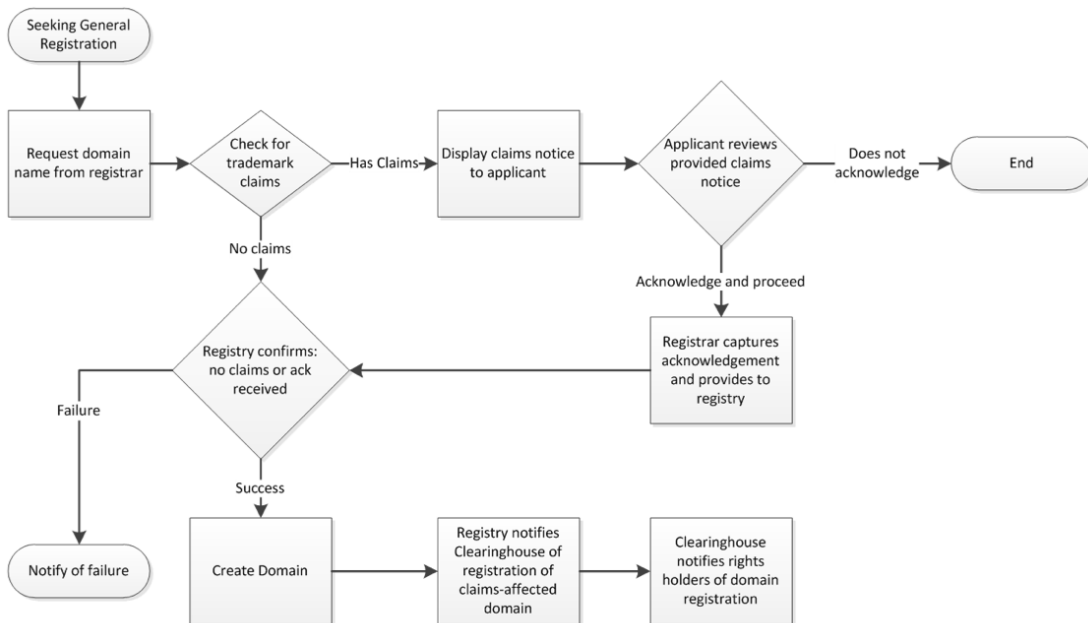 Seeking General
Registration
Request domain
name from registrar
Check for
trademark
claims
Has Claims
Display claims notice
to applicant
Applicant reviews
provided claims
notice
Does not
acknowledge
End
No claims
Acknowledge and proceed
Registry confirms:
no claims or ack
received
Registrar captures
acknowledgement
and provides to
registry
Failure
Success
Notify of failure
Create Domain
Registry notifies
Clearinghouse of
registration of
claims-affected
domain
Clearinghouse
notifies rights
holders of domain
registration